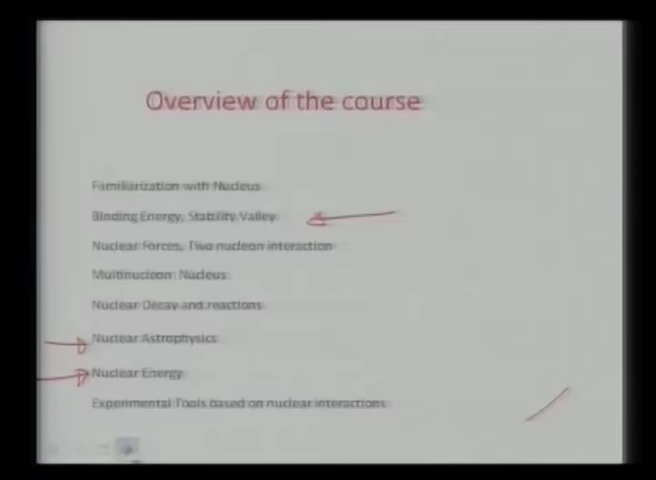 Overview of the course
Familiarization with Nucleus
Binding Energy, Stability Valley
Nuclear Forces, Two nucleon interaction
Multinucleon Nucleus
Nuclear Decay and reactions
Nuclear Astrophysics
Nuclear Energy
Experimental Tools based on nuclear interactions